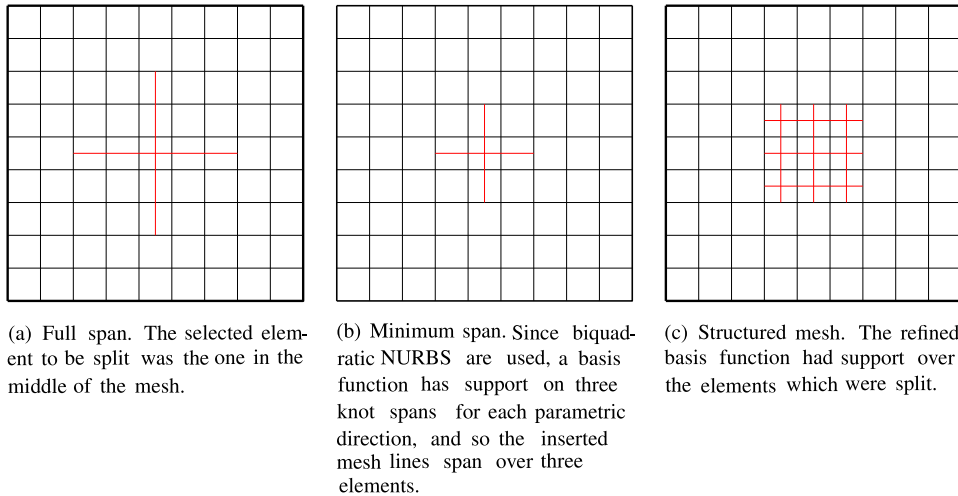 (a) Full span. The selected elem-
ent to be split was the one in the
middle of the mesh.
(b) Minimum span. Since biquad-
ratic NURBS are used, a basis
function has support on three
knot spans for each parametric
direction, and so the inserted
mesh lines span over three
elements.
(c) Structured mesh. The refined
basis function had support over
the elements which were split.